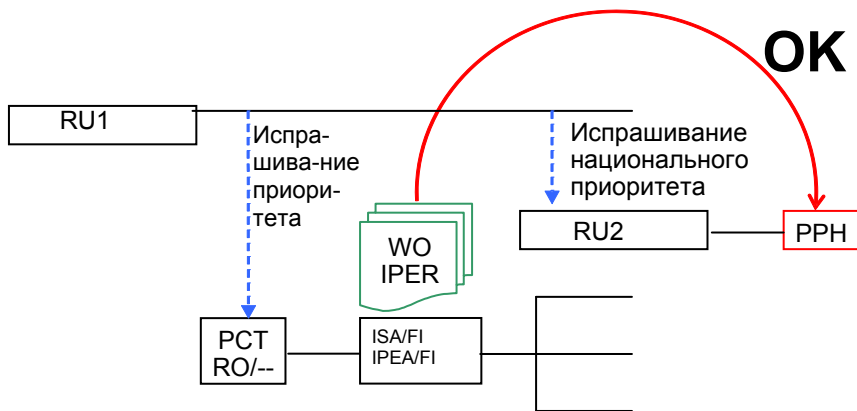 OK
RU1
Испра-
шива-ние
приори-
тета
Испрашивание
национального
приоритета
WO
IPER
RU2
PPH
PCT
RO/--
ISA/FI
IPEA/FI